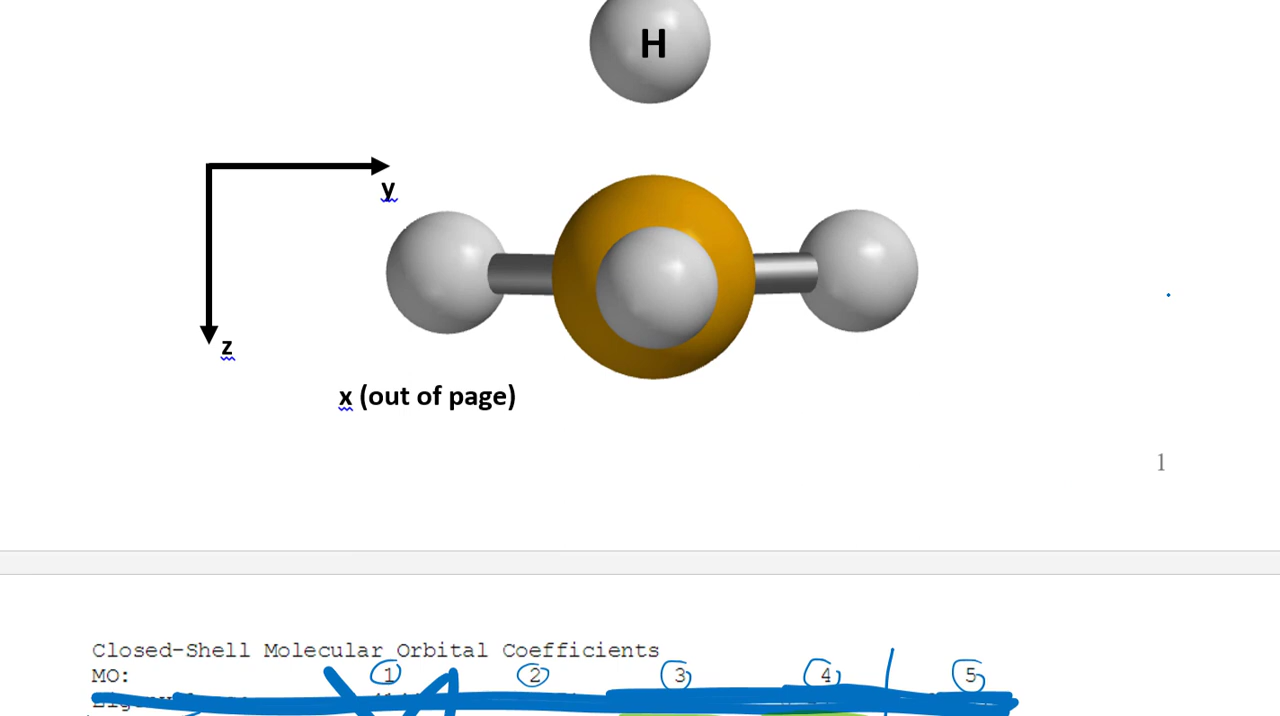 H
y
z
x (out of page)
1
Closed-Shell Molecular Orbital Coefficients
MO: 1 2 3 4 5